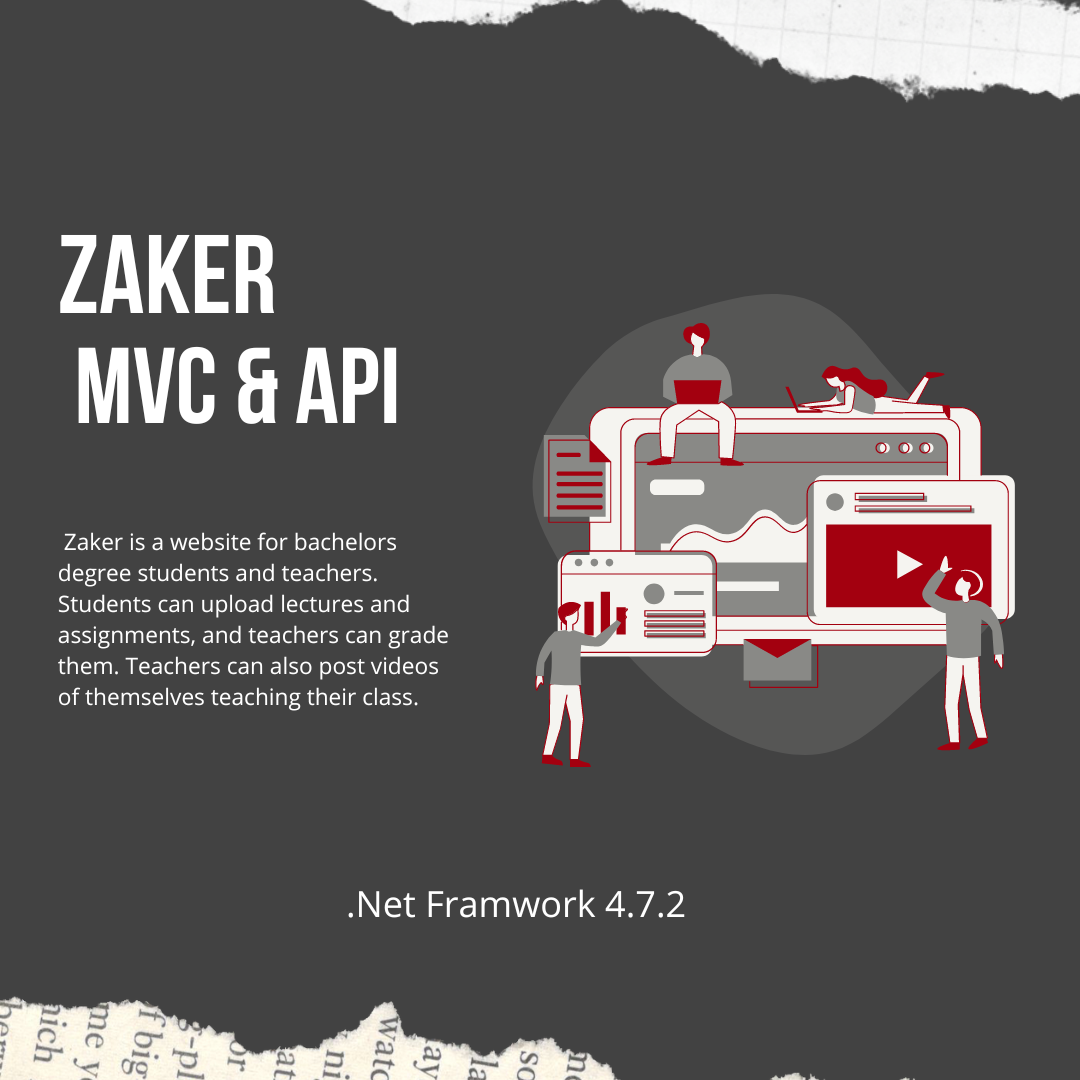 ZAKER
MVC & API
Zaker is a website for bachelors
degree students and teachers.
Students can upload lectures and
assignments, and teachers can grade
them. Teachers can also post videos
of themselves teaching their class.
.Net Framwork 4.7.2